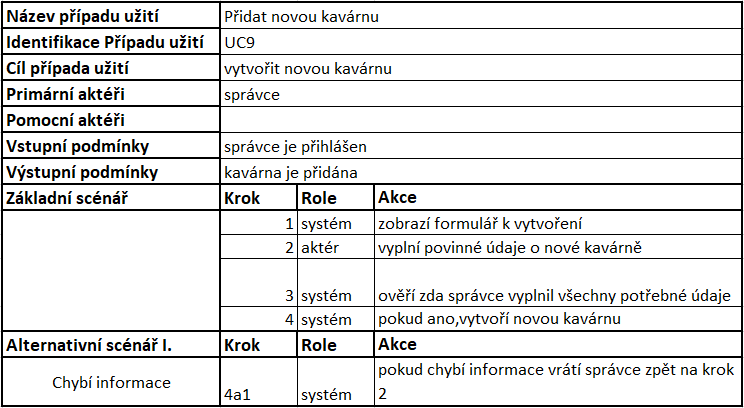 Název případu užití Přidat novou kavárnu
Identifikace Případu užití UC9
Cíl případa užití vytvořit novou kavárnu
Primární aktéři správce
Pomocní aktéři
Vstupní podmínky správce je přihlášen
Výstupní podmínky kavárna je přidána
Základní scénář Krok Role Akce
1 systém zobrazí formulář k vytvoření
2 aktér vyplní povinné údaje o nové kavárně
3 systém ověří zda správce vyplnil všechny potřebné údaje
4 systém pokud ano,vytvoří novou kavárnu
Alternativní scénář I. Krok Role Akce
Chybí informace 4a1 systém pokud chybí informace vrátí správce zpět na krok
2